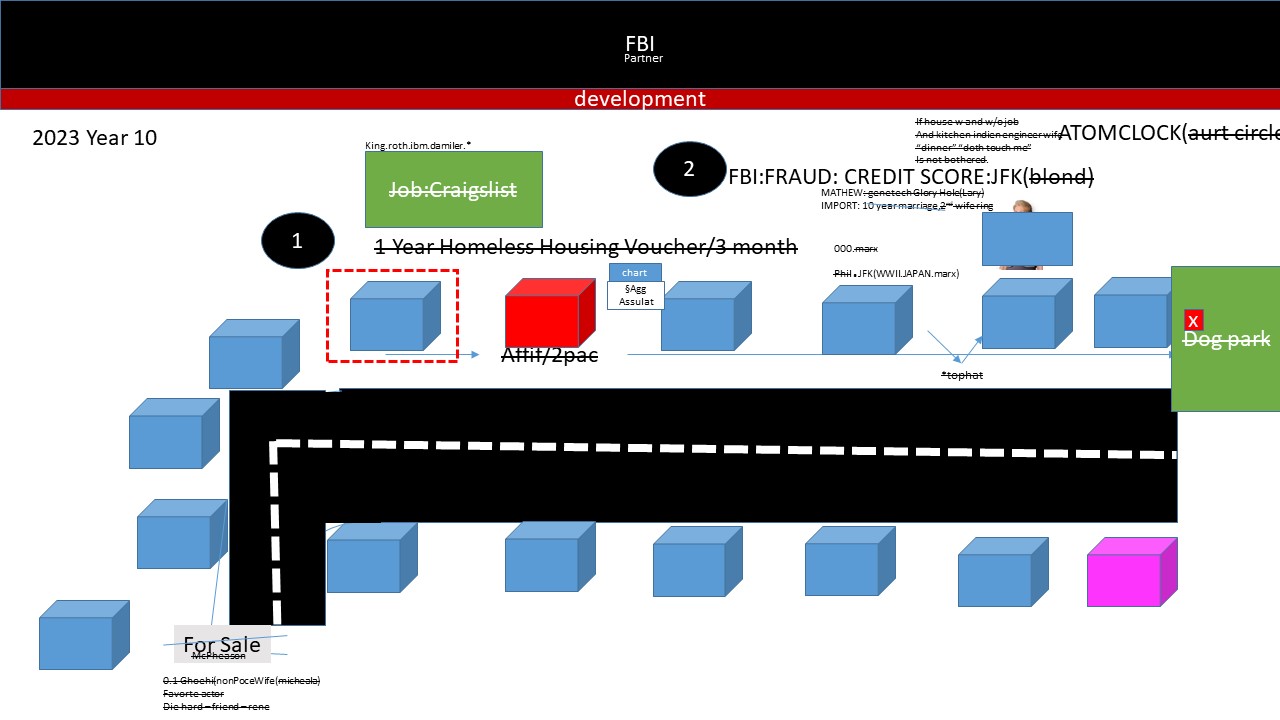 FBI
Partner
development
2023 Year 10
If house w and w/o job
And kitchen indien engineer wife
"dinner" "doth touch me"
Is not bothered.
ATOMCLOCK(aurt circle
King.roth.ibm.damiler.*
Job:Craigslist
2
FBI:FRAUD: CREDIT SCORE:JFK(blond)
MATHEW: genetech Glory Hole(Lary)
IMPORT: 10 year marriage 2nd wife ring
1
1 Year Homeless Housing Voucher/3 month
000.marx
Phil.JFK(WWII.JAPAN.marx)
chart
§Agg
Assulat
X
Dog park
Attif/2pac
*tophat
For Sale
McPheason
0.1 Ghoehi(nonPoceWife(micheala)
Favorte actor
Die hard – friend – rene